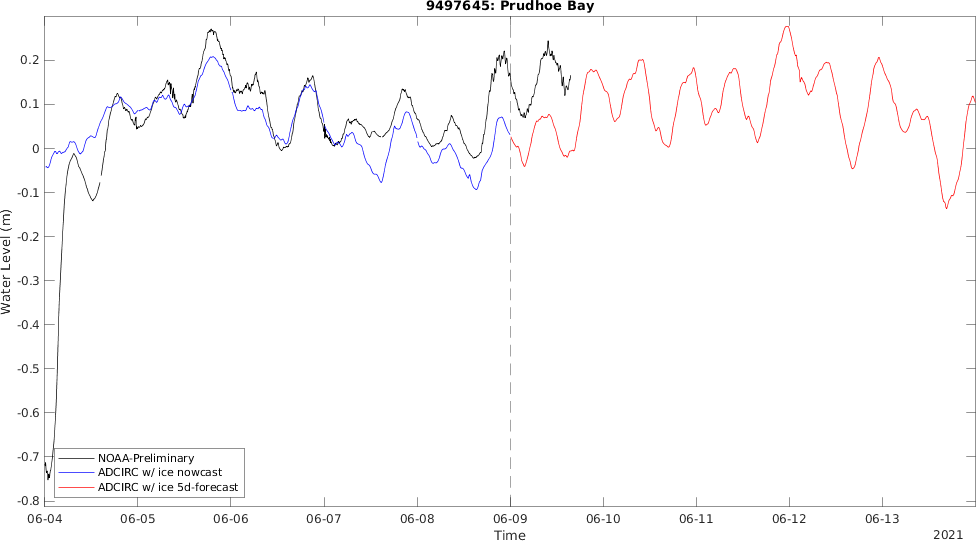 9497645: Prudhoe Bay
0.2
0.1
0
-0.1
-0.2
-0.3
-0.4
-0.5
-0.6
-0.7
-0.8
Water Level (m)
NOAA-Preliminary
ADCIRC w/ ice nowcast
ADCIRC w/ ice 5d-forecast
06-04 06-05 06-06 06-07 06-08 06-09 06-10 06-11 06-12 06-13
Time
2021